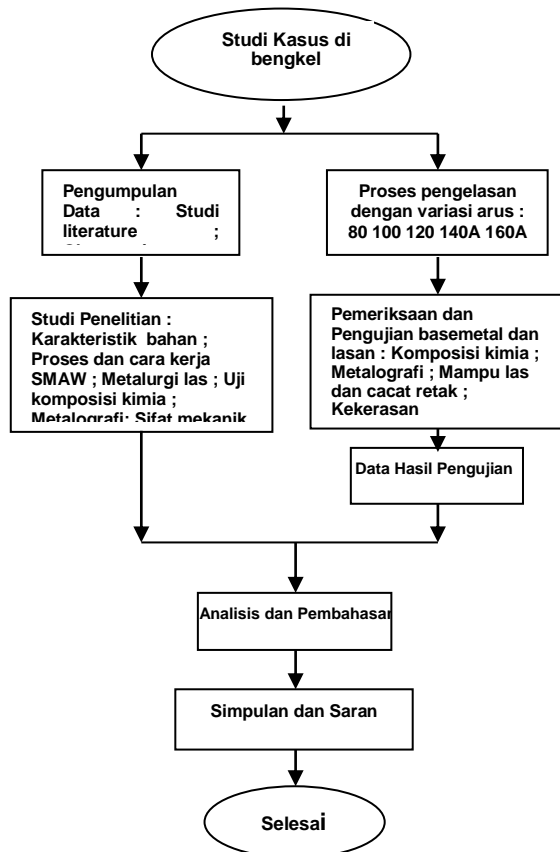 Studi Kasus di
bengkel
Pengumpulan
Data : Studi
literature ;
Proses pengelasan
dengan variasi arus :
80 100 120 140A 160A
Studi Penelitian :
Karakteristik bahan ;
Proses dan cara kerja
SMAW ; Metalurgi las ; Uji
komposisi kimia ;
Metalografi; Sifat mekanik
Pemeriksaan dan
Pengujian basemetal dan
lasan : Komposisi kimia ;
Metalografi ; Mampu las
dan cacat retak ;
Kekerasan
Data Hasil Pengujian
Analisis dan Pembahasan
Simpulan dan Saran
Selesai